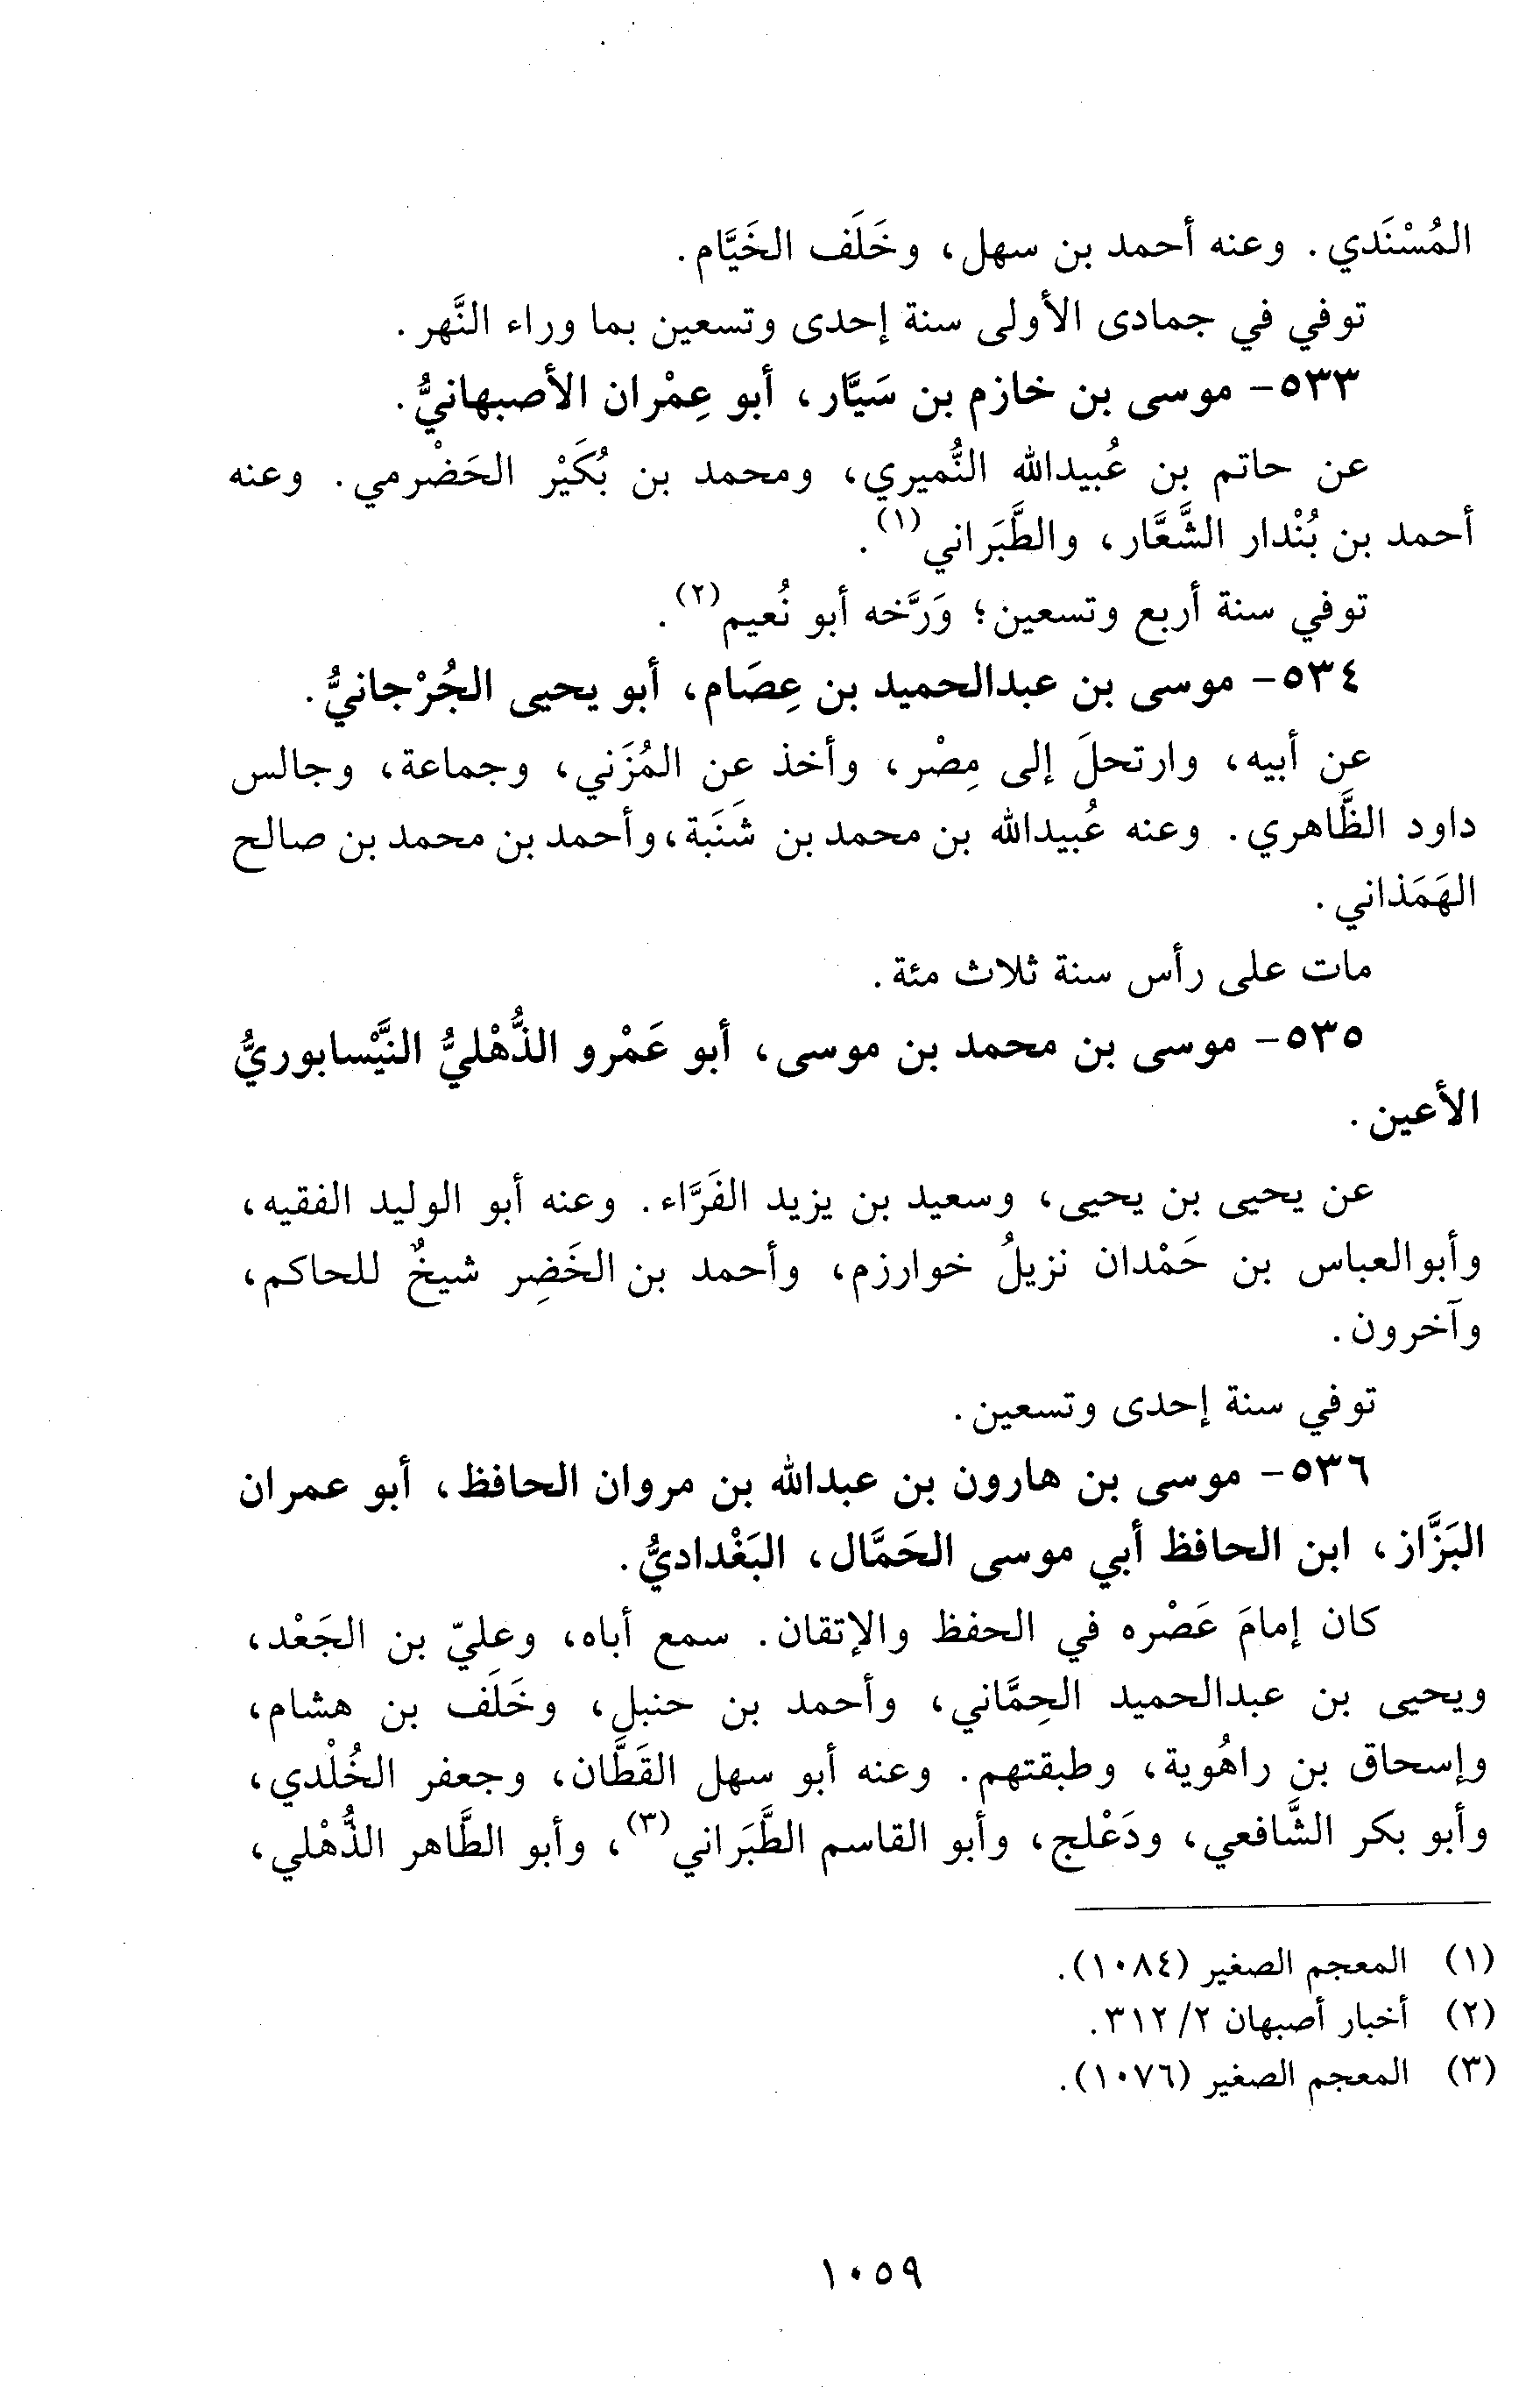 المُسْنَدي. وعنه أحمد بن سهل، وخَلَف الخَيَّام.
توفي في جمادى الأولى سنة إحدى وتسعين بما وراء النَّهر.
٥٣٣- موسى بن خازم بن سَيَّار، أبو عِمْران الأصبهانيُّ.
عن حاتم بن عُبيدالله النُّميري، ومحمد بن بُكَيْر الحَضْرمي. وعنه
أحمد بن بُنْدار الشَّعَّار، والطَّبَراني(١).
توفي سنة أربع وتسعين؛ وَرَّخه أبو نُعيم(٢).
٥٣٤- موسى بن عبدالحميد بن عِصَام، أبو يحيى الجُرْجانيُّ.
عن أبيه، وارتحلَ إلى مِصْر، وأخذ عن المُزَني، وجماعة، وجالس
داود الظَّاهري. وعنه عُبيدالله بن محمد بن شَنَبة، وأحمد بن محمد بن صالح
الهَمَذاني.
مات على رأس سنة ثلاث مئة.
٥٣٥- موسى بن محمد بن موسى، أبو عَمْرو الذُّهْليُّ النَّيْسابوريُّ
الأعين.
عن يحيى بن يحيى، وسعيد بن يزيد الفَرَّاء. وعنه أبو الوليد الفقيه،
وأبوالعباس بن حَمْدان نزيلُ خوارزم، وأحمد بن الخَضِر شيخٌ للحاكم،
وآخرون.
توفي سنة إحدى وتسعين.
٥٣٦- موسى بن هارون بن عبدالله بن مروان الحافظ، أبو عمران
البَزَّاز، ابن الحافظ أبي موسى الحَمَّال، البَغْداديُّ.
كان إمامَ عَصْره في الحفظ والإتقان. سمع أباه، وعليّ بن الجَعْد،
ويحيى بن عبدالحميد الحِمَّاني، وأحمد بن حنبل، وخَلَف بن هشام،
وإسحاق بن راهُوية، وطبقتهم. وعنه أبو سهل القَطَّان، وجعفر الخُلْدي،
وأبو بكر الشَّافعي، ودَعْلج، وأبو القاسم الطَّبَراني(٣)، وأبو الطَّاهر الذُّهْلي،
(١) المعجم الصغير (١٠٨٤).
(٢) أخبار أصبهان ٢/ ٣١٢.
(٣) المعجم الصغير (١٠٧٦).
١٠٥٩